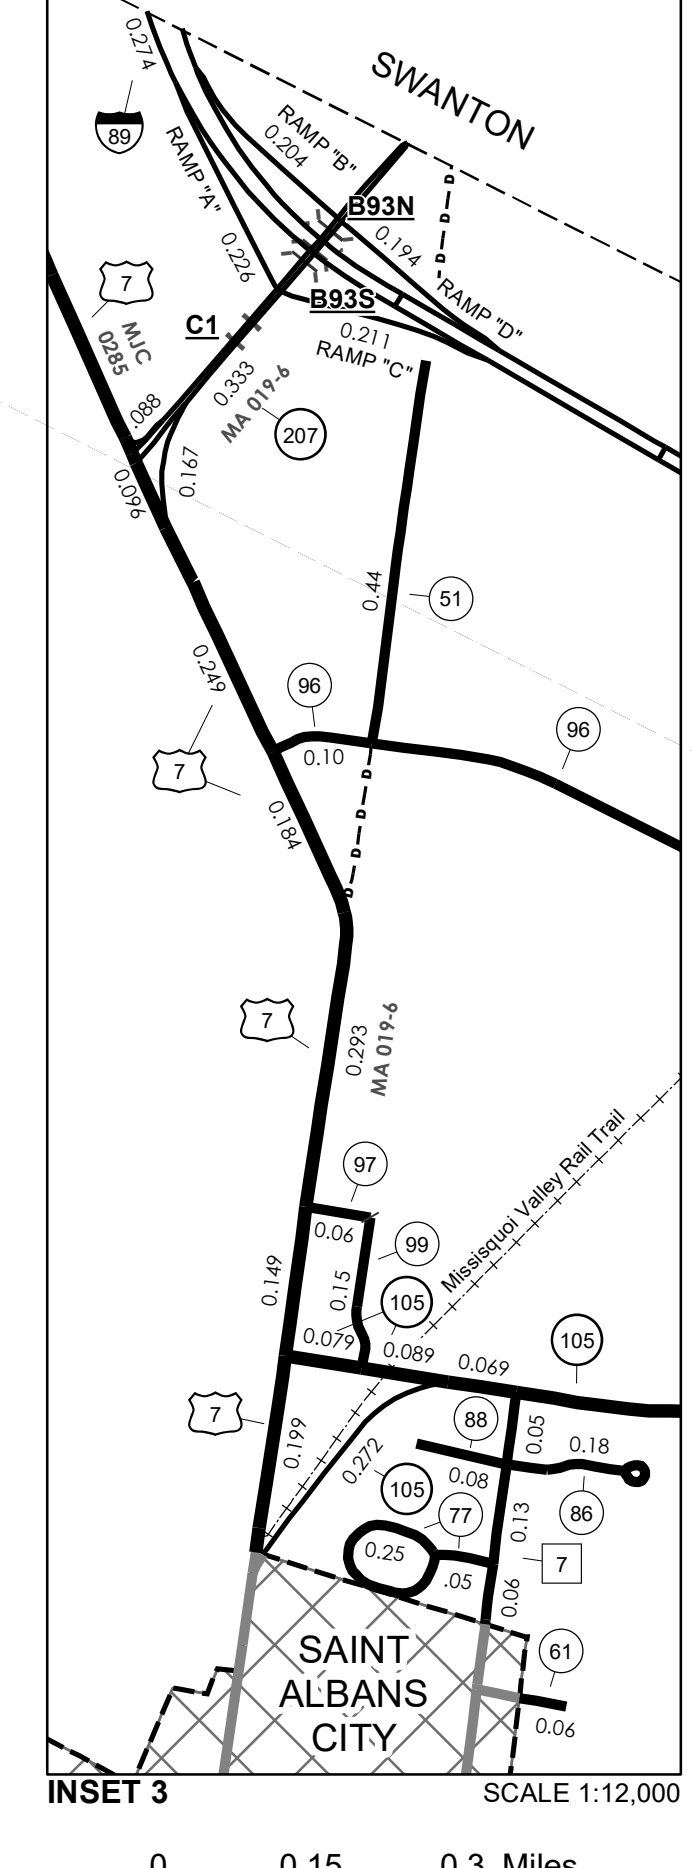 0.274
SWANTON
89
RAMP "B"
0.204
RAMP "A"
D
B93N
0.194
D
0.226
D
7
B93S
RAMP "D"
C1
0.211
MJC
0285
RAMP "C"
0.333
MA 019-6
.088
207
0.167
0.096
0.44
51
0.249
96
96
0.10
7
D
0.184
D
D
D
7
0.293
MA 019-6
Missisquoi Valley Rail Trail
97
0.06
99
0.149
0.15
105
0.079
0.089
105
0.069
7
88
0.05
0.199
0.18
0.272
0.08
105
86
77
0.13
0.25
7
.05
0.06
SAINT
ALBANS
CITY
61
0.06
INSET 3
SCALE 1:12,000
0 0.15 0.3 Miles